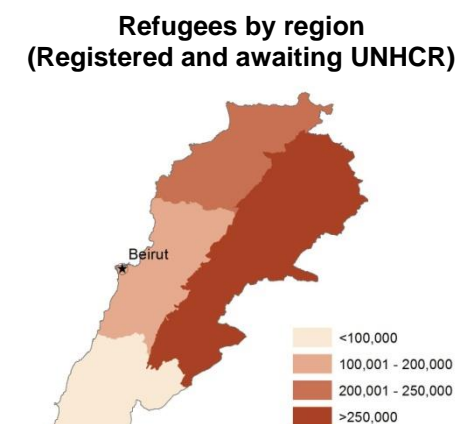 Refugees by region
(Registered and awaiting UNHCR)
Beirut
<100,000
100,001 - 200,000
200,001 - 250,000
>250,000